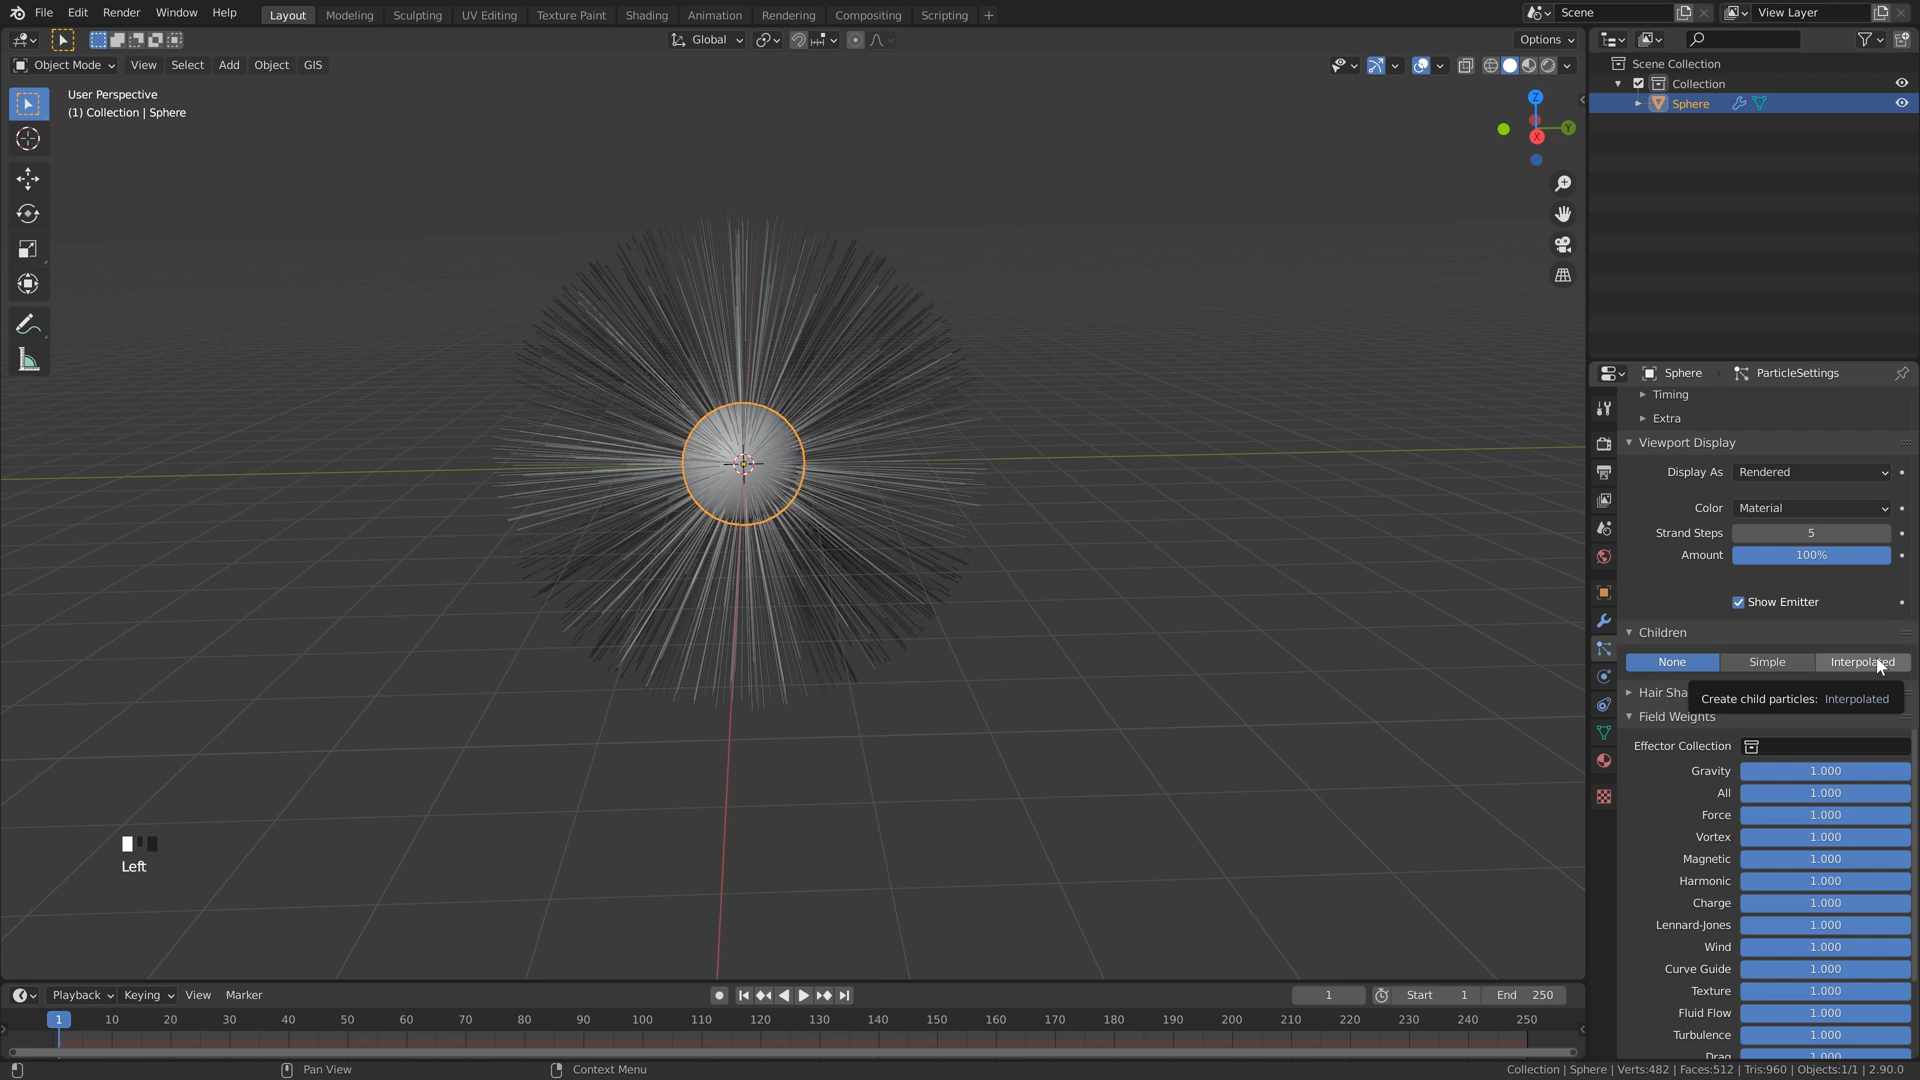 File Edit Render Window Help
Layout Modeling Sculpting UV Editing Texture Paint Shading Animation Rendering Compositing Scripting +
Scene
View Layer
Global
Options
Object Mode View Select Add Object GIS
User Perspective
(1) Collection | Sphere
Z
Y
X
Scene Collection
Collection
Sphere
Sphere ParticleSettings
Timing
Extra
Viewport Display
Display As Rendered
Color Material
Strand Steps 5
Amount 100%
Show Emitter
Children
None Simple Interpolated
Hair Sha
Create child particles: Interpolated
Field Weights
Effector Collection
Gravity 1.000
All 1.000
Force 1.000
Vortex 1.000
Magnetic 1.000
Harmonic 1.000
Charge 1.000
Lennard-Jones 1.000
Wind 1.000
Curve Guide 1.000
Texture 1.000
Fluid Flow 1.000
Turbulence 1.000
Drag 1.000
Left
Playback Keying View Marker
1 Start 1 End 250
1 10 20 30 40 50 60 70 80 90 100 110 120 130 140 150 160 170 180 190 200 210 220 230 240 250
Pan View
Context Menu
Collection | Sphere | Verts:482 | Faces:512 | Tris:960 | Objects:1/1 | 2.90.0